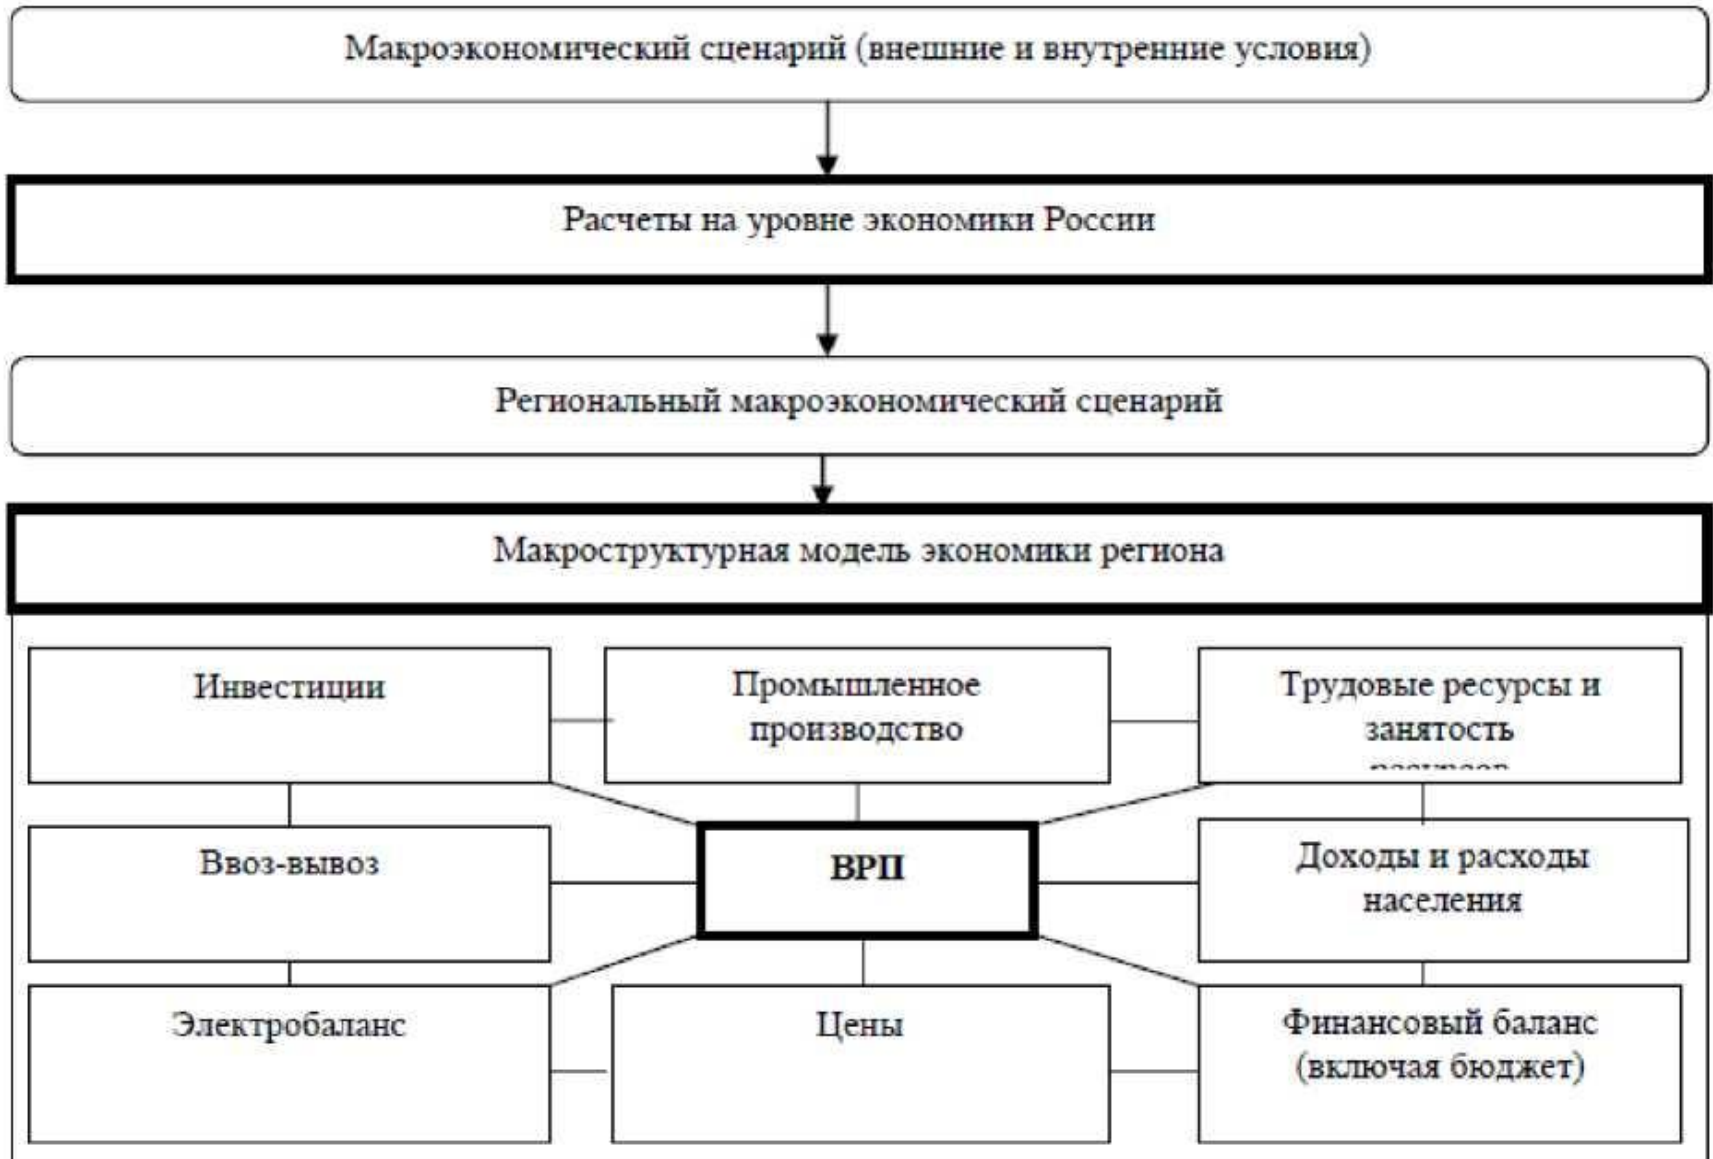 Макроэкономический сценарий (внешние и внутренние условия)
Расчеты на уровне экономики России
Региональный макроэкономический сценарий
Макроструктурная модель экономики региона
Инвестиции
Промышленное
производство
Трудовые ресурсы и
занятость
Ввоз-вывоз
ВРП
Доходы и расходы
населения
Электробаланс
Цены
Финансовый баланс
(включая бюджет)